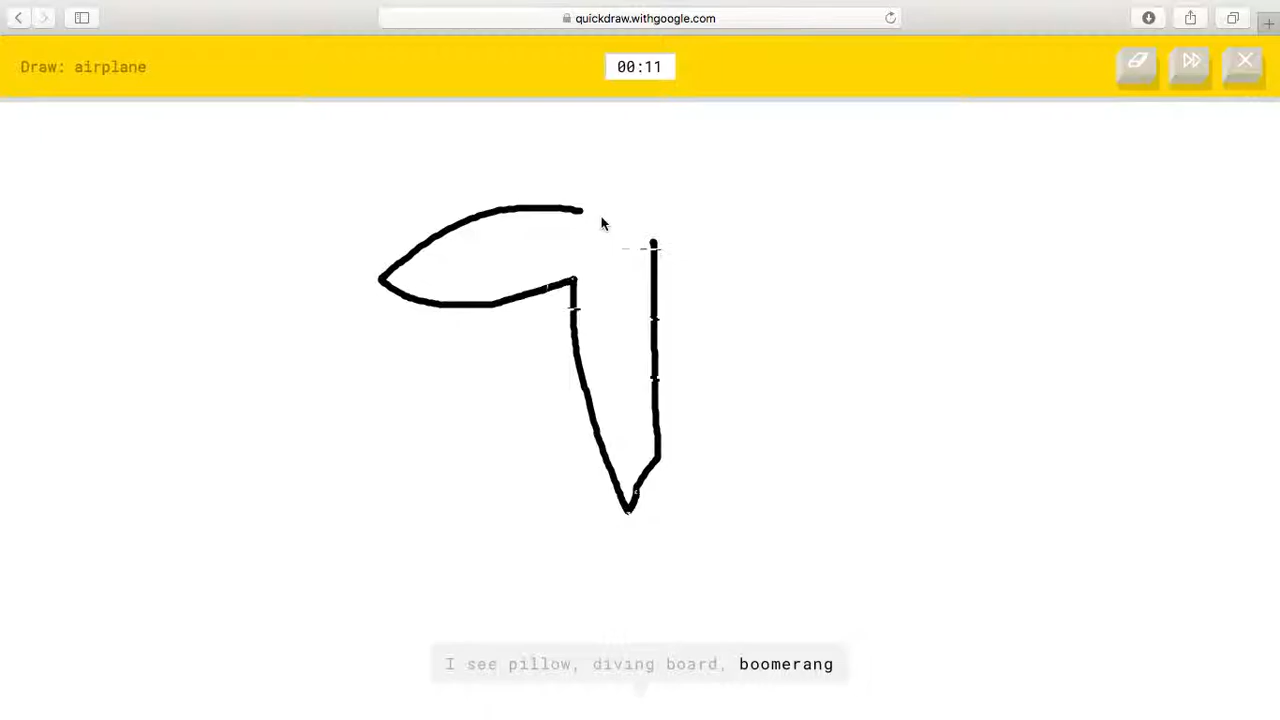 quickdraw.withgoogle.com
Draw: airplane
00:11
I see pillow, diving board, boomerang